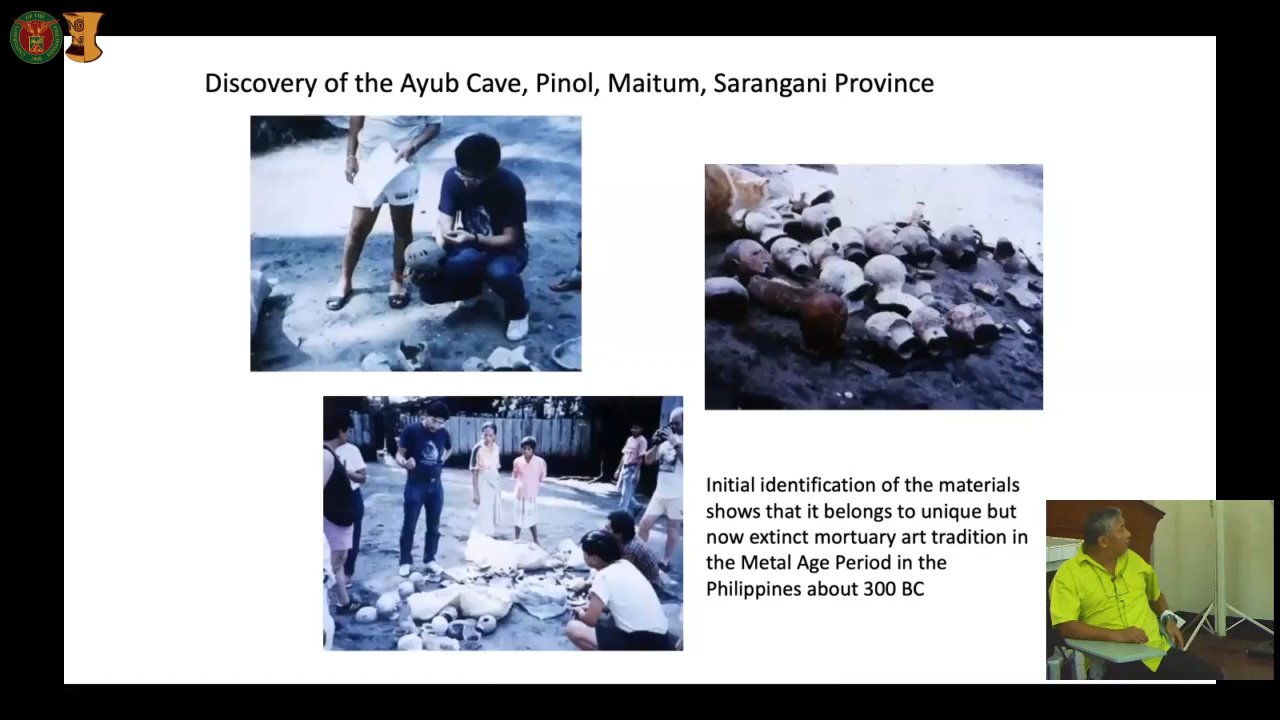 Discovery of the Ayub Cave, Pinol, Maitum, Sarangani Province
Initial identification of the materials
shows that it belongs to unique but
now extinct mortuary art tradition in
the Metal Age Period in the
Philippines about 300 BC